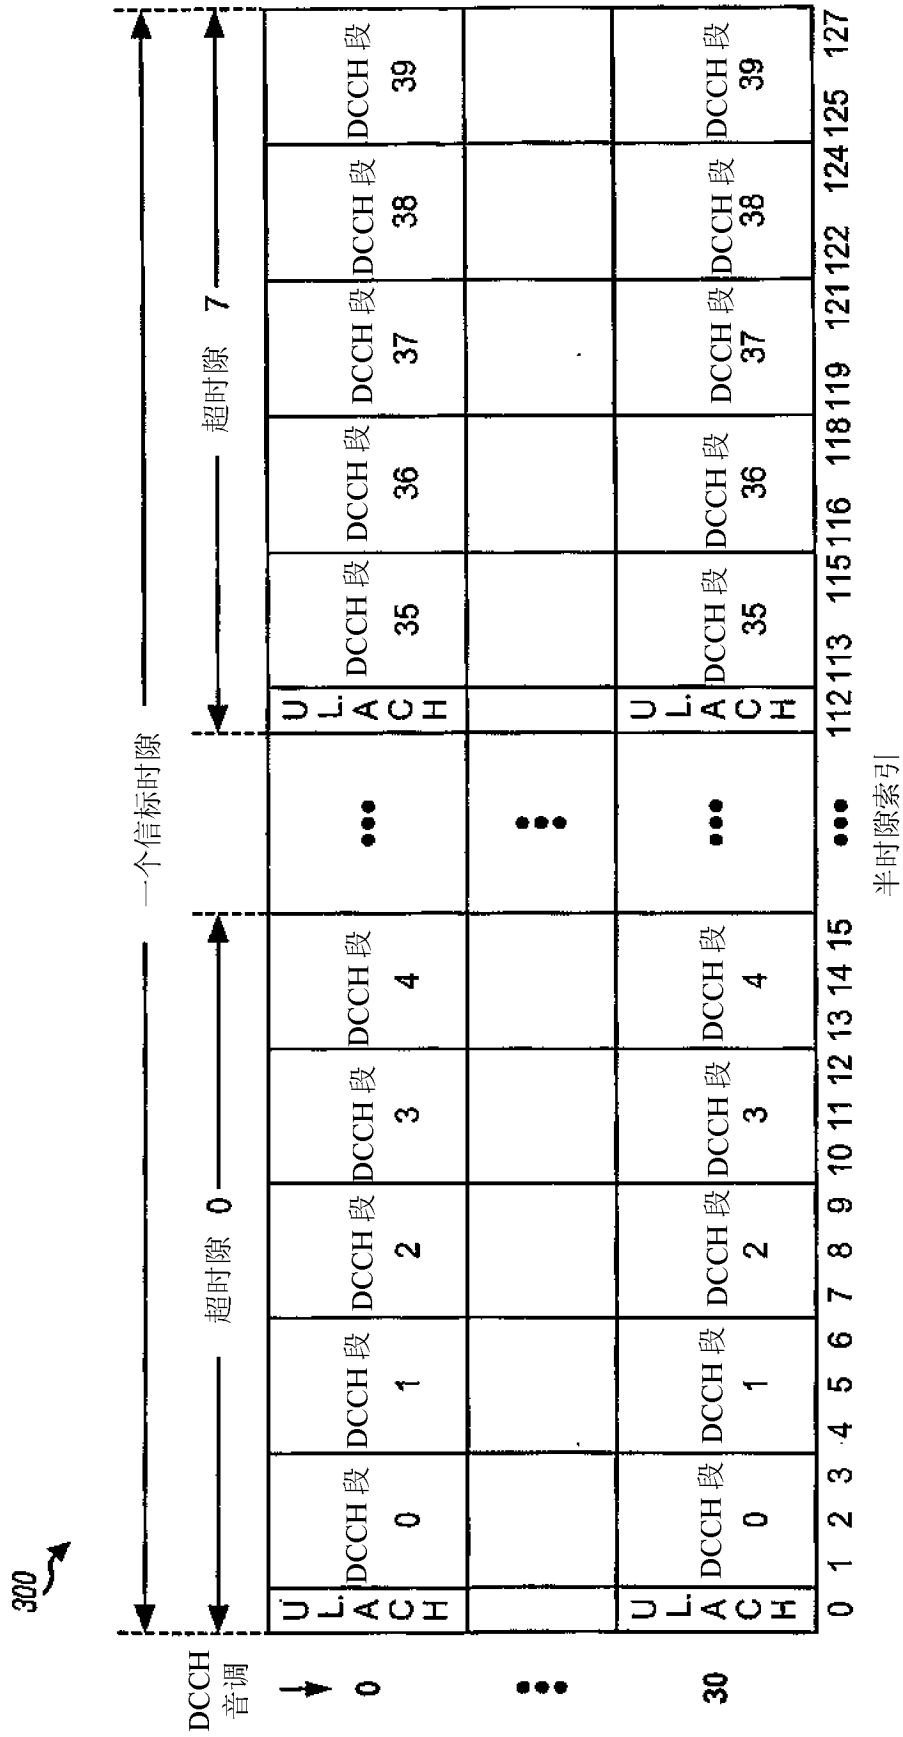 300
一个信标时隙
超时隙 0
超时隙 7
DCCH
音调
0
U L. A C H
DCCH 段 0
DCCH 段 1
DCCH 段 2
DCCH 段 3
DCCH 段 4
U L. A C H
DCCH 段 35
DCCH 段 36
DCCH 段 37
DCCH 段 38
DCCH 段 39
30
U L. A C H
DCCH 段 0
DCCH 段 1
DCCH 段 2
DCCH 段 3
DCCH 段 4
U L. A C H
DCCH 段 35
DCCH 段 36
DCCH 段 37
DCCH 段 38
DCCH 段 39
0 1 2 3 4 5 6 7 8 9 10 11 12 13 14 15 ••• 112 113 115 116 118 119 121 122 124 125 127
半时隙索引